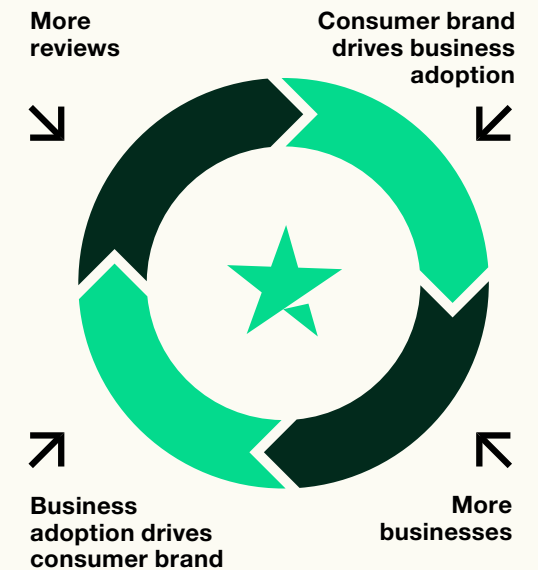 More
reviews
Consumer brand
drives business
adoption
Business
adoption drives
consumer brand
More
businesses